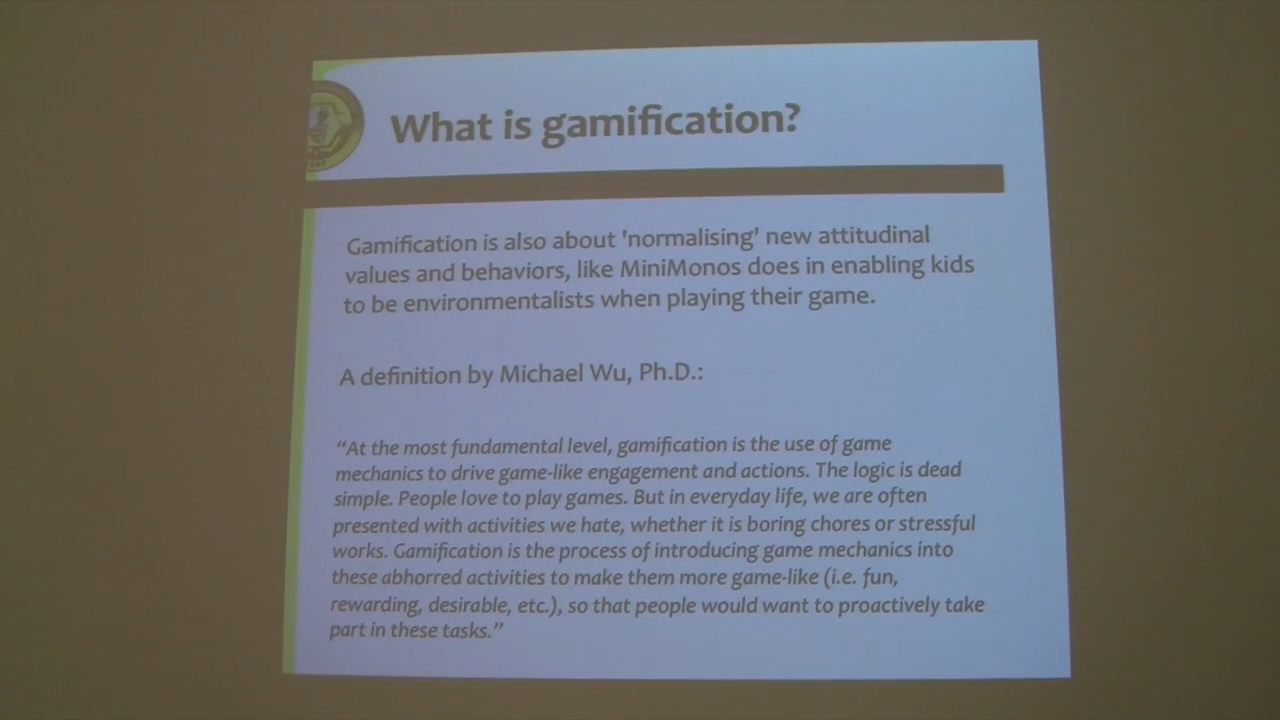 What is gamification?
Gamification is also about 'normalising' new attitudinal
values and behaviors, like MiniMonos does in enabling kids
to be environmentalists when playing their game.
A definition by Michael Wu, Ph.D.:
“At the most fundamental level, gamification is the use of game
mechanics to drive game-like engagement and actions. The logic is dead
simple. People love to play games. But in everyday life, we are often
presented with activities we hate, whether it is boring chores or stressful
works. Gamification is the process of introducing game mechanics into
these abhorred activities to make them more game-like (i.e. fun,
rewarding, desirable, etc.), so that people would want to proactively take
part in these tasks.”